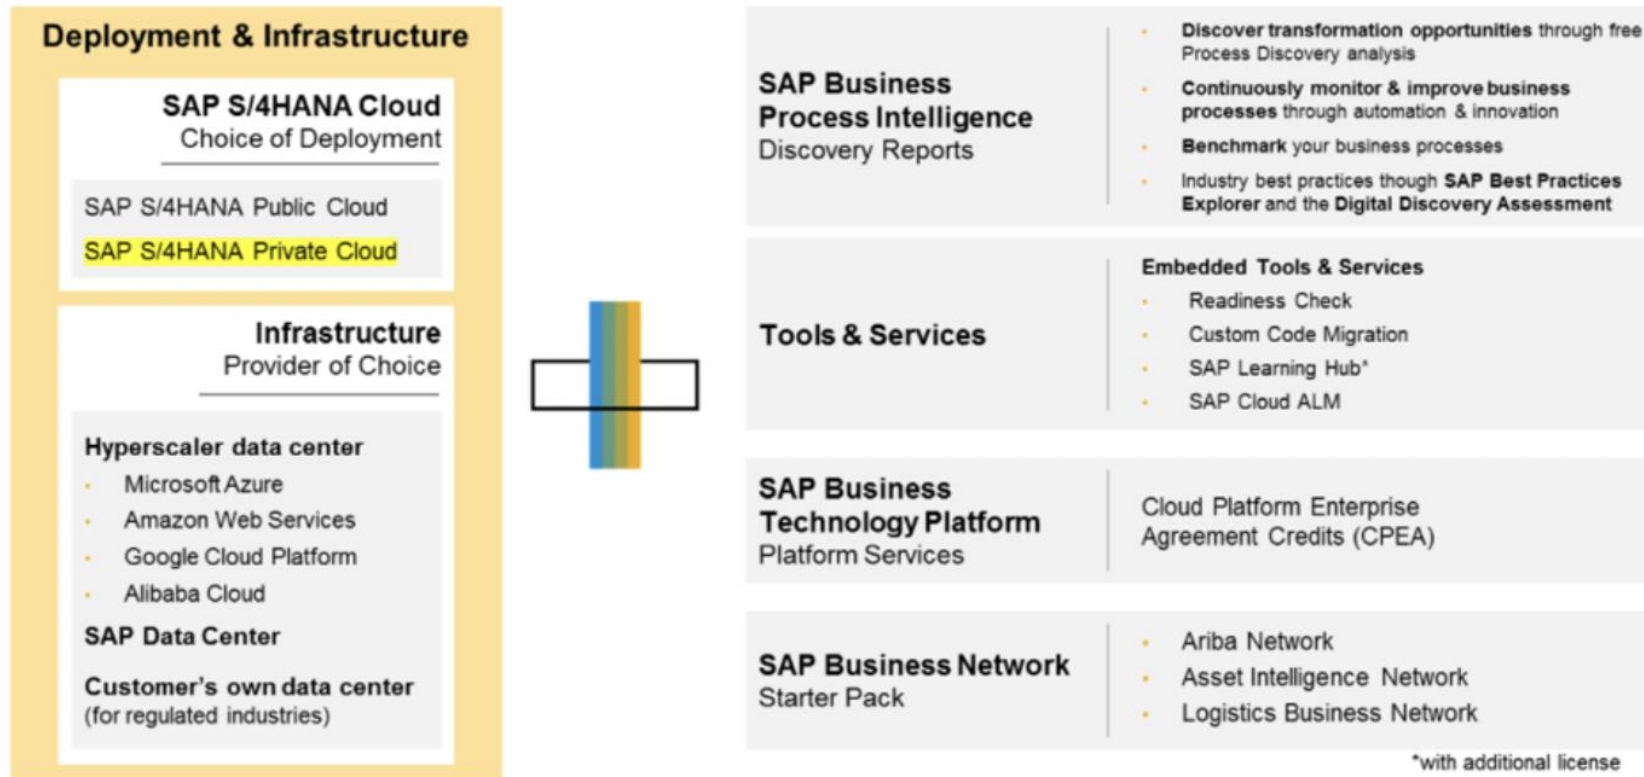 Deployment & Infrastructure
SAP S/4HANA Cloud
Choice of Deployment
SAP S/4HANA Public Cloud
SAP S/4HANA Private Cloud
Infrastructure
Provider of Choice
Hyperscaler data center
• Microsoft Azure
• Amazon Web Services
• Google Cloud Platform
• Alibaba Cloud
SAP Data Center
Customer's own data center
(for regulated industries)
SAP Business
Process Intelligence
Discovery Reports
• Discover transformation opportunities through free
Process Discovery analysis
• Continuously monitor & improve business
processes through automation & innovation
• Benchmark your business processes
• Industry best practices though SAP Best Practices
Explorer and the Digital Discovery Assessment
Tools & Services
Embedded Tools & Services
• Readiness Check
• Custom Code Migration
• SAP Learning Hub*
• SAP Cloud ALM
SAP Business
Technology Platform
Platform Services
Cloud Platform Enterprise
Agreement Credits (CPEA)
SAP Business Network
Starter Pack
• Ariba Network
• Asset Intelligence Network
• Logistics Business Network
*with additional license